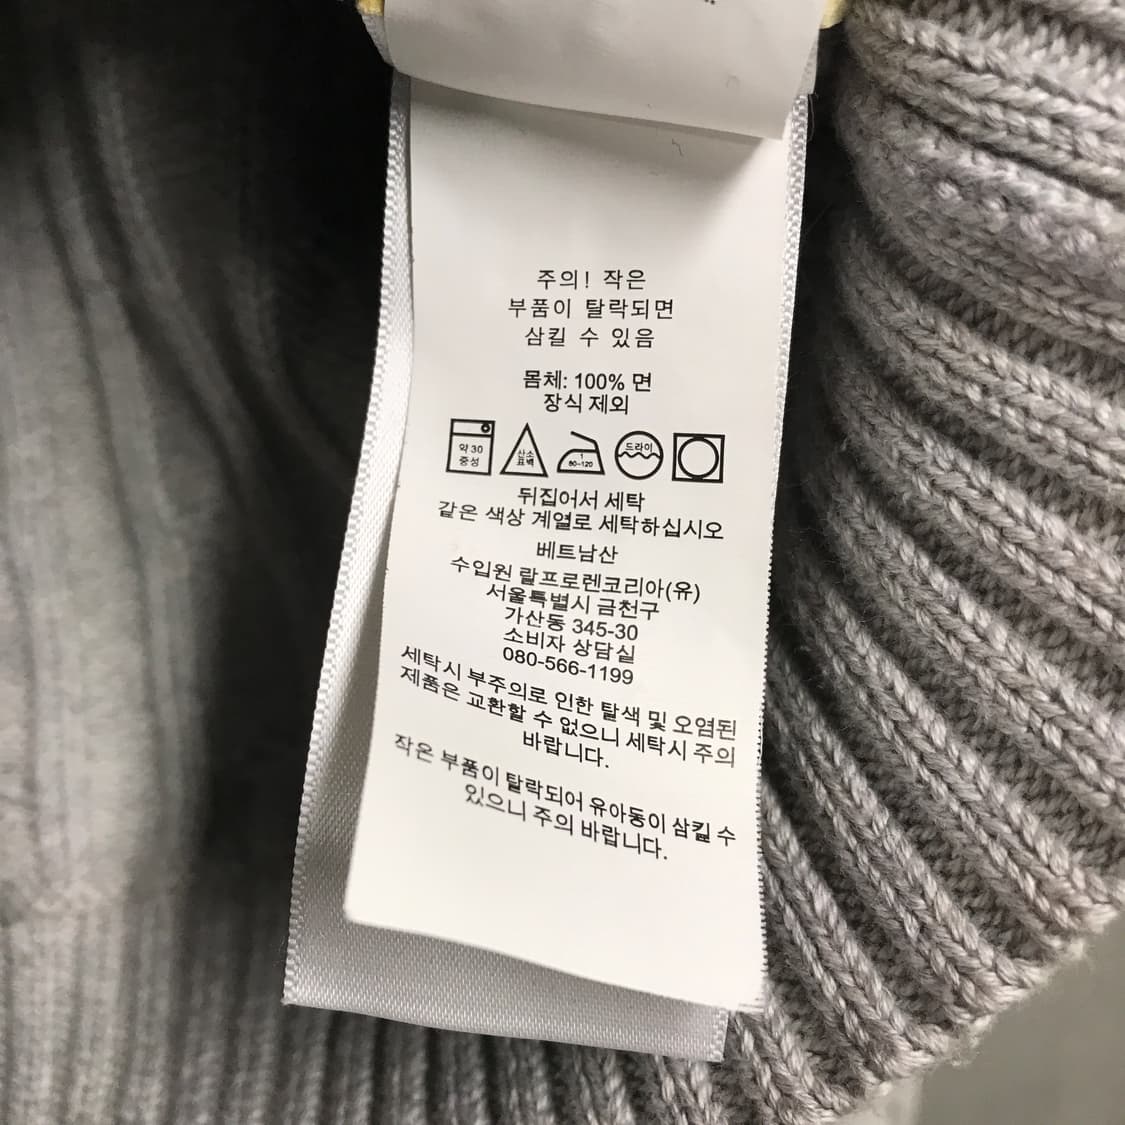 주의! 작은
부품이 탈락되면
삼킬 수 있음
몸체: 100% 면
장식 제외
약 30
중성
산소
표백
1
80~120
드라이
뒤집어서 세탁
같은 색상 계열로 세탁하십시오
베트남산
수입원 랄프로렌코리아(유)
서울특별시 금천구
가산동 345-30
소비자 상담실
080-566-1199
세탁시 부주의로 인한 탈색 및 오염된
제품은 교환할 수 없으니 세탁시 주의
바랍니다.
작은 부품이 탈락되어 유아동이 삼킬 수
있으니 주의 바랍니다.